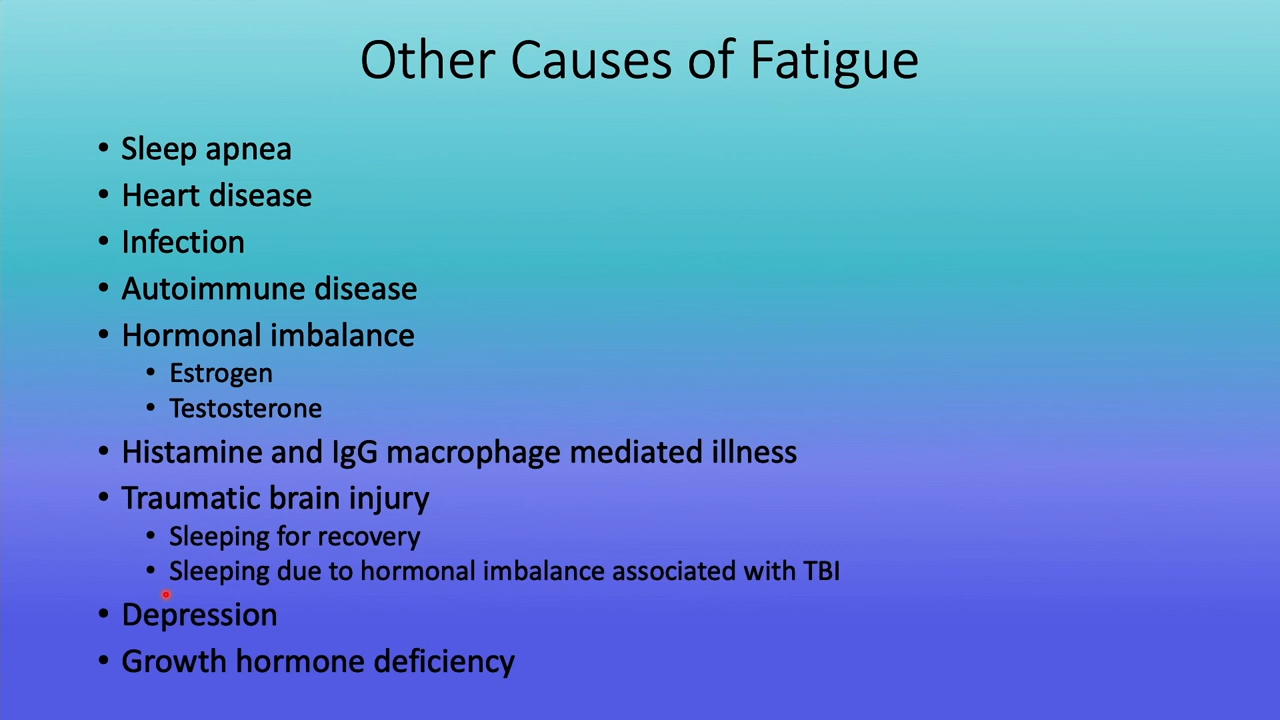 Other Causes of Fatigue
• Sleep apnea
• Heart disease
• Infection
• Autoimmune disease
• Hormonal imbalance
• Estrogen
• Testosterone
• Histamine and IgG macrophage mediated illness
• Traumatic brain injury
• Sleeping for recovery
• Sleeping due to hormonal imbalance associated with TBI
• Depression
• Growth hormone deficiency